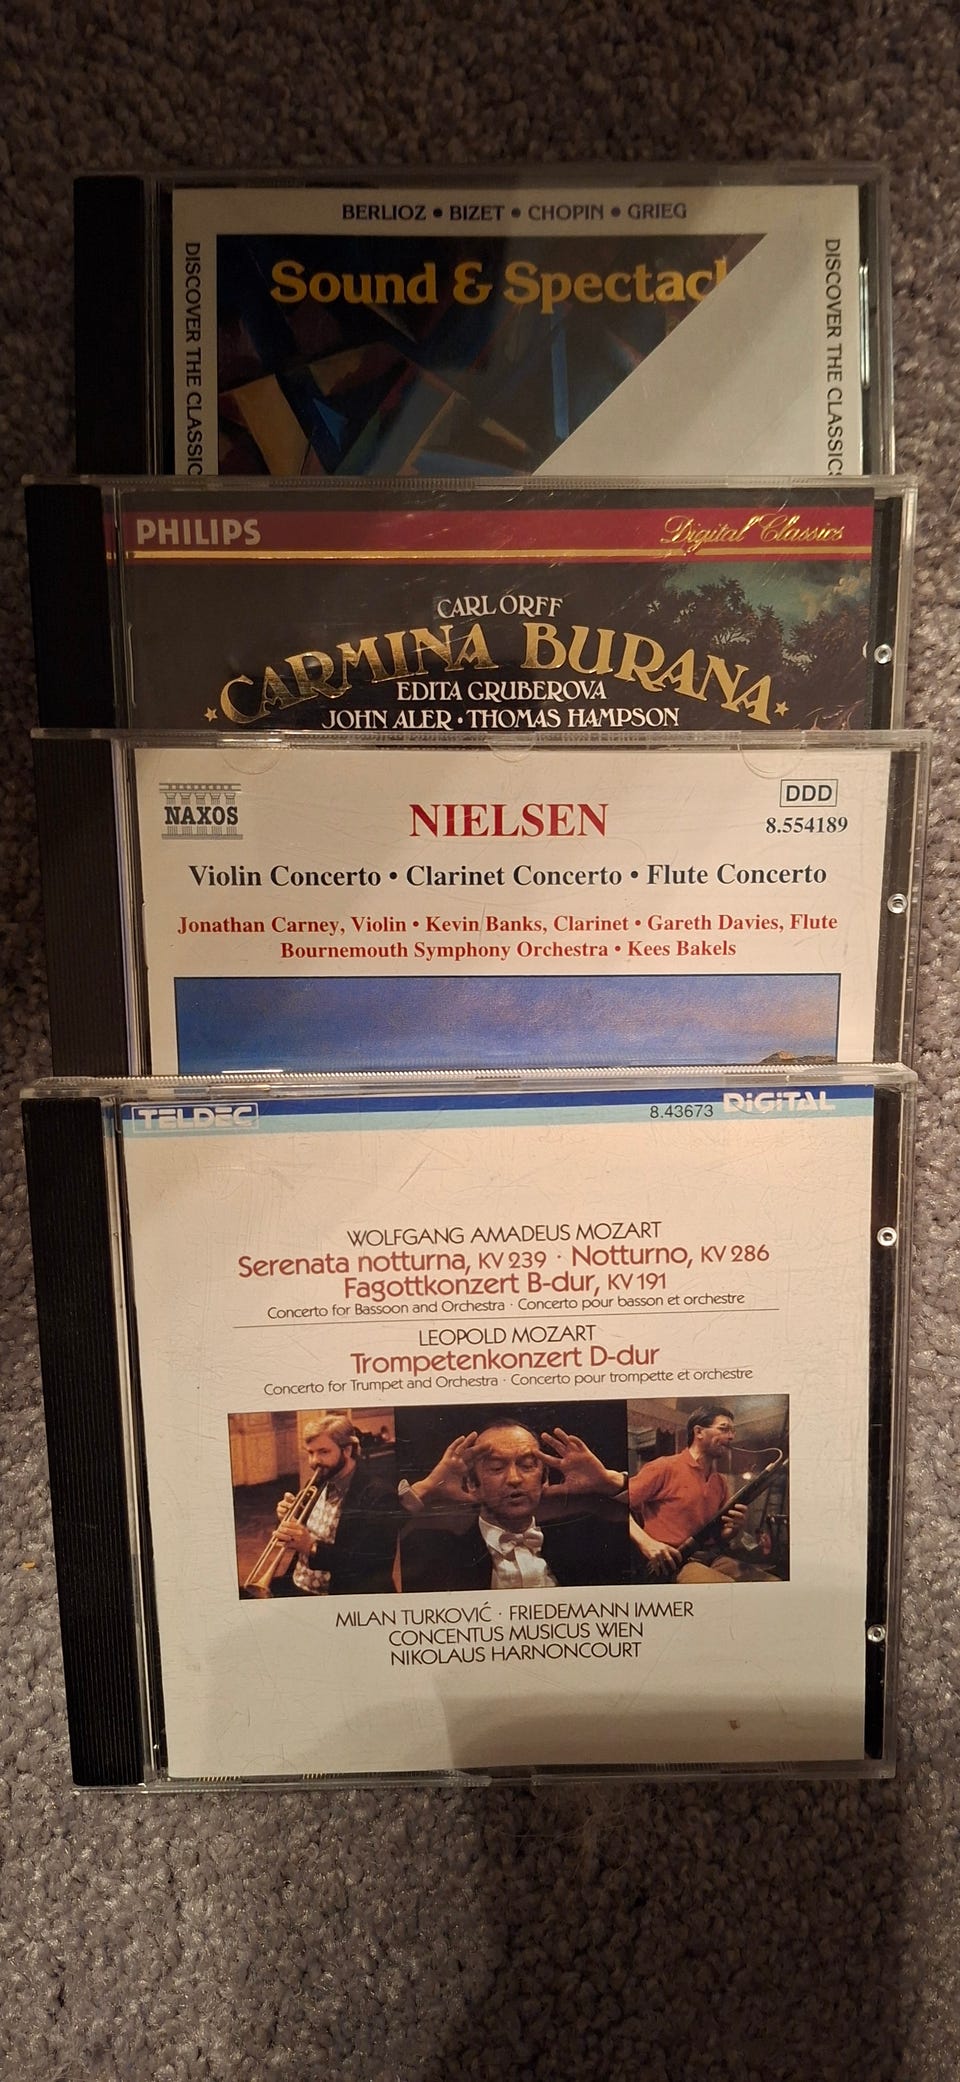 BERLIOZ • BIZET • CHOPIN • GRIEG
DISCOVER THE CLASSIC
Sound & Spectacl
DISCOVER THE CLASSICS
PHILIPS
Digital Classics
CARL ORFF
CARMINA BURANA
EDITA GRUBEROVA
JOHN ALER • THOMAS HAMPSON
NAXOS
NIELSEN
DDD
8.554189
Violin Concerto • Clarinet Concerto • Flute Concerto
Jonathan Carney, Violin • Kevin Banks, Clarinet • Gareth Davies, Flute
Bournemouth Symphony Orchestra • Kees Bakels
TELDEC
8.43673 DIGITAL
WOLFGANG AMADEUS MOZART
Serenata notturna, KV 239 · Notturno, KV 286
Fagottkonzert B-dur, KV 191
Concerto for Bassoon and Orchestra · Concerto pour basson et orchestre
LEOPOLD MOZART
Trompetenkonzert D-dur
Concerto for Trumpet and Orchestra · Concerto pour trompette et orchestre
MILAN TURKOVIĆ · FRIEDEMANN IMMER
CONCENTUS MUSICUS WIEN
NIKOLAUS HARNONCOURT